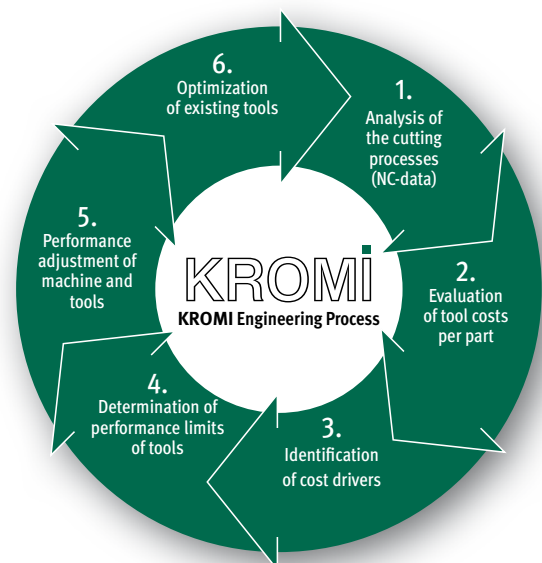 6.
Optimization
of existing tools
1.
Analysis of
the cutting
processes
(NC-data)
5.
Performance
adjustment of
machine and
tools
KROMi
KROMI Engineering Process
2.
Evaluation
of tool costs
per part
4.
Determination of
performance limits
of tools
3.
Identification
of cost drivers